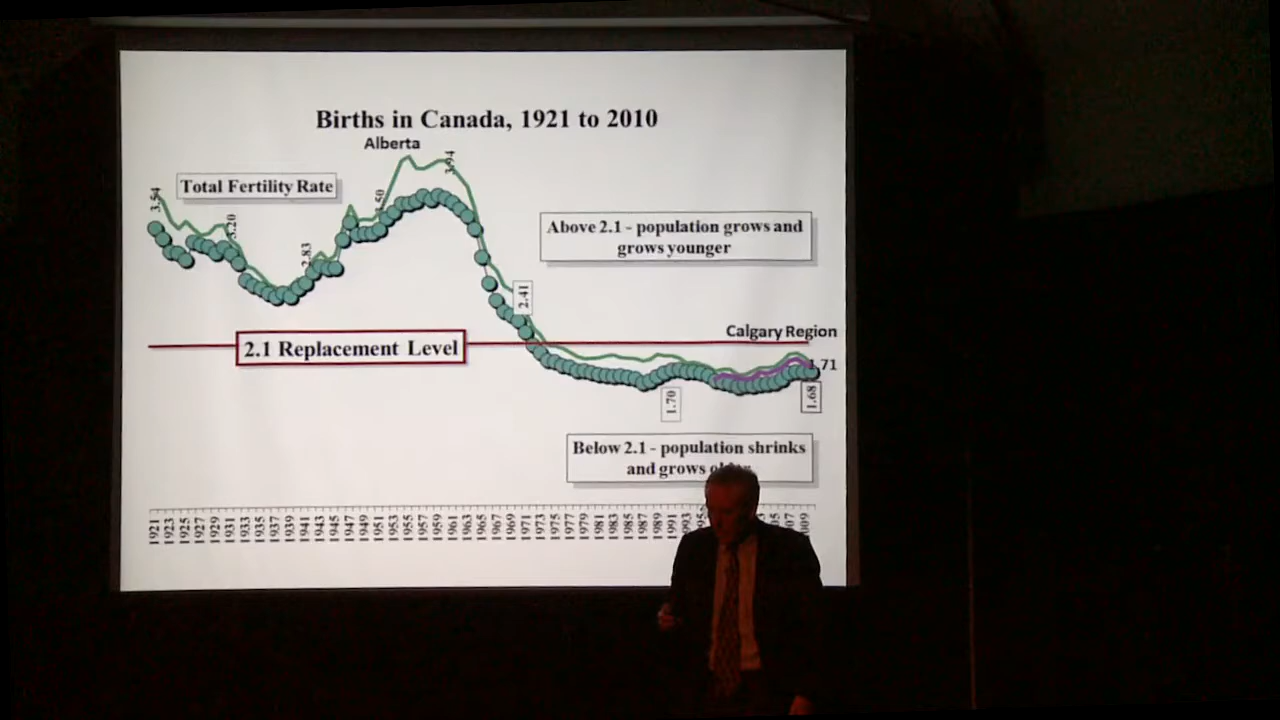 Births in Canada, 1921 to 2010
Alberta
Total Fertility Rate
3.54
3.20
2.83
.50
3.94
Above 2.1 - population grows and
grows younger
2.41
Calgary Region
2.1 Replacement Level
1.71
1.70
1.68
Below 2.1 - population shrinks
and grows
1921 1923 1925 1927 1929 1931 1933 1935 1937 1939 1941 1943 1945 1947 1949 1951 1953 1955 1957 1959 1961 1963 1965 1967 1969 1971 1973 1975 1977 1979 1981 1983 1985 1987 1989 1991 1993